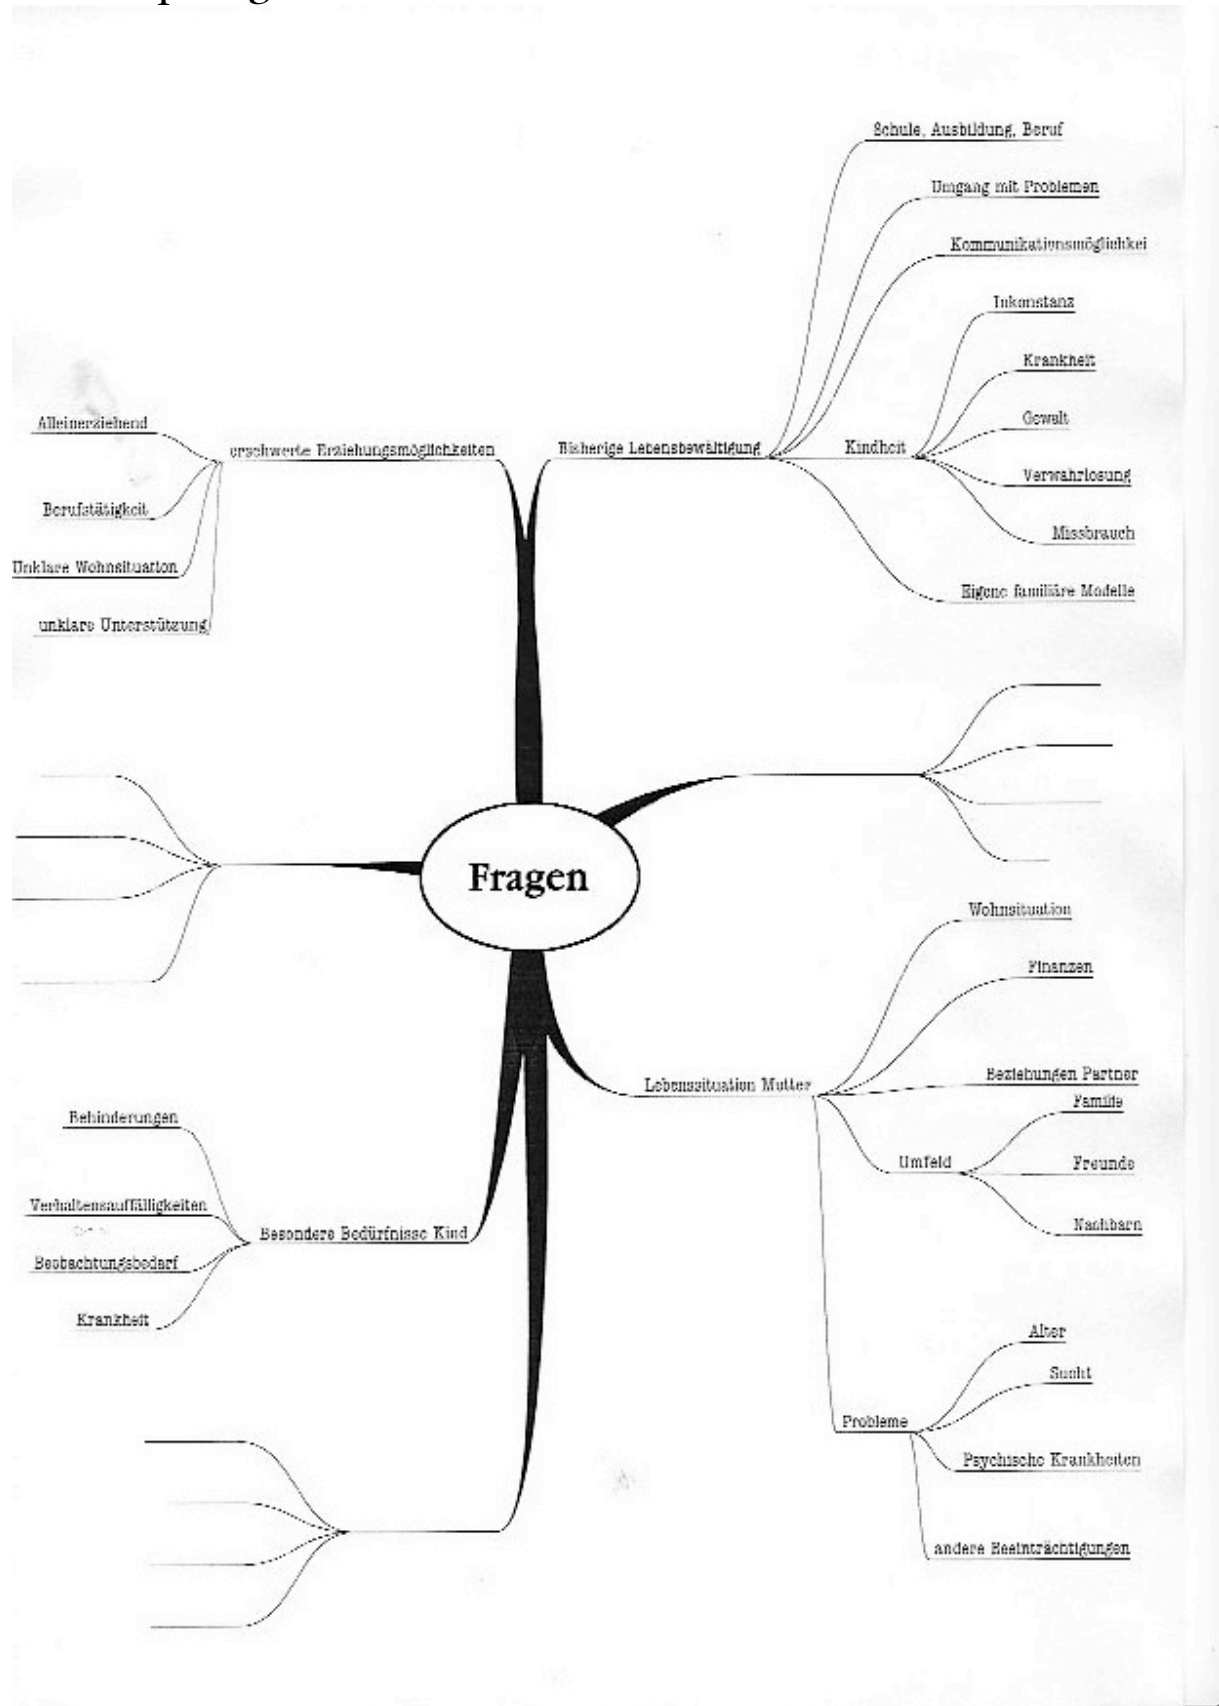 Schule, Ausbildung, Beruf
Umgang mit Problemen
Kommunikationsmöglichkei
Inkonstanz
Krankheit
Gewalt
Kindheit
Verwahrlosung
Missbrauch
Eigene familiäre Modelle
Bisherige Lebensbewältigung
erschwerte Erziehungsmöglichkeiten
Alleinerziehend
Berufstätigkeit
Unklare Wohnsituation
unklare Unterstützung
Fragen
Wohnsituation
Finanzen
Lebenssituation Mutter
Beziehungen Partner
Familie
Umfeld
Freunde
Nachbarn
Probleme
Alter
Sucht
Psychische Krankheiten
andere Beeinträchtigungen
Besondere Bedürfnisse Kind
Behinderungen
Verhaltensauffälligkeiten
Beobachtungsbedarf
Krankheit